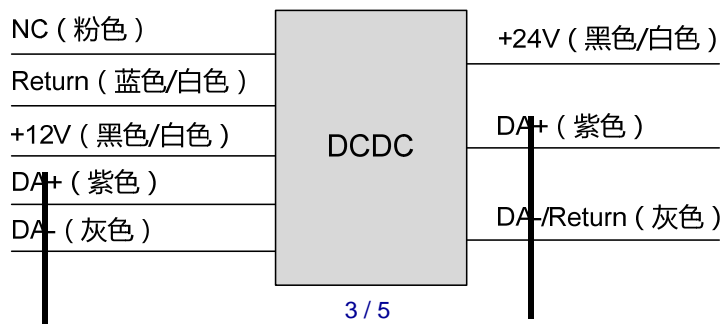 NC（粉色）
Return（蓝色/白色）
+12V（黑色/白色）
DA+（紫色）
DA-（灰色）
DCDC
+24V（黑色/白色）
DA+（紫色）
DA-/Return（灰色）
3 / 5